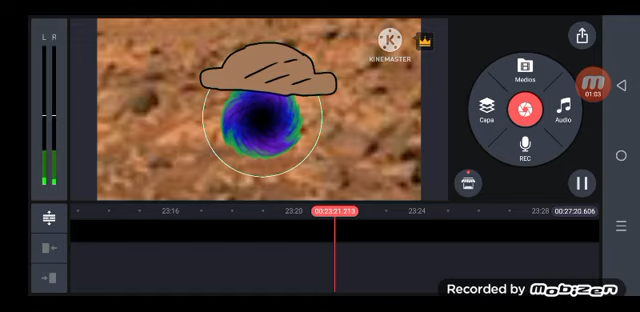 L R
KINEMASTER
Medios
M
01:03
Capa
Audio
REC
23:16
23:20
00:23:21.213
23:24
23:28
00:27:20.606
Recorded by Mobizen